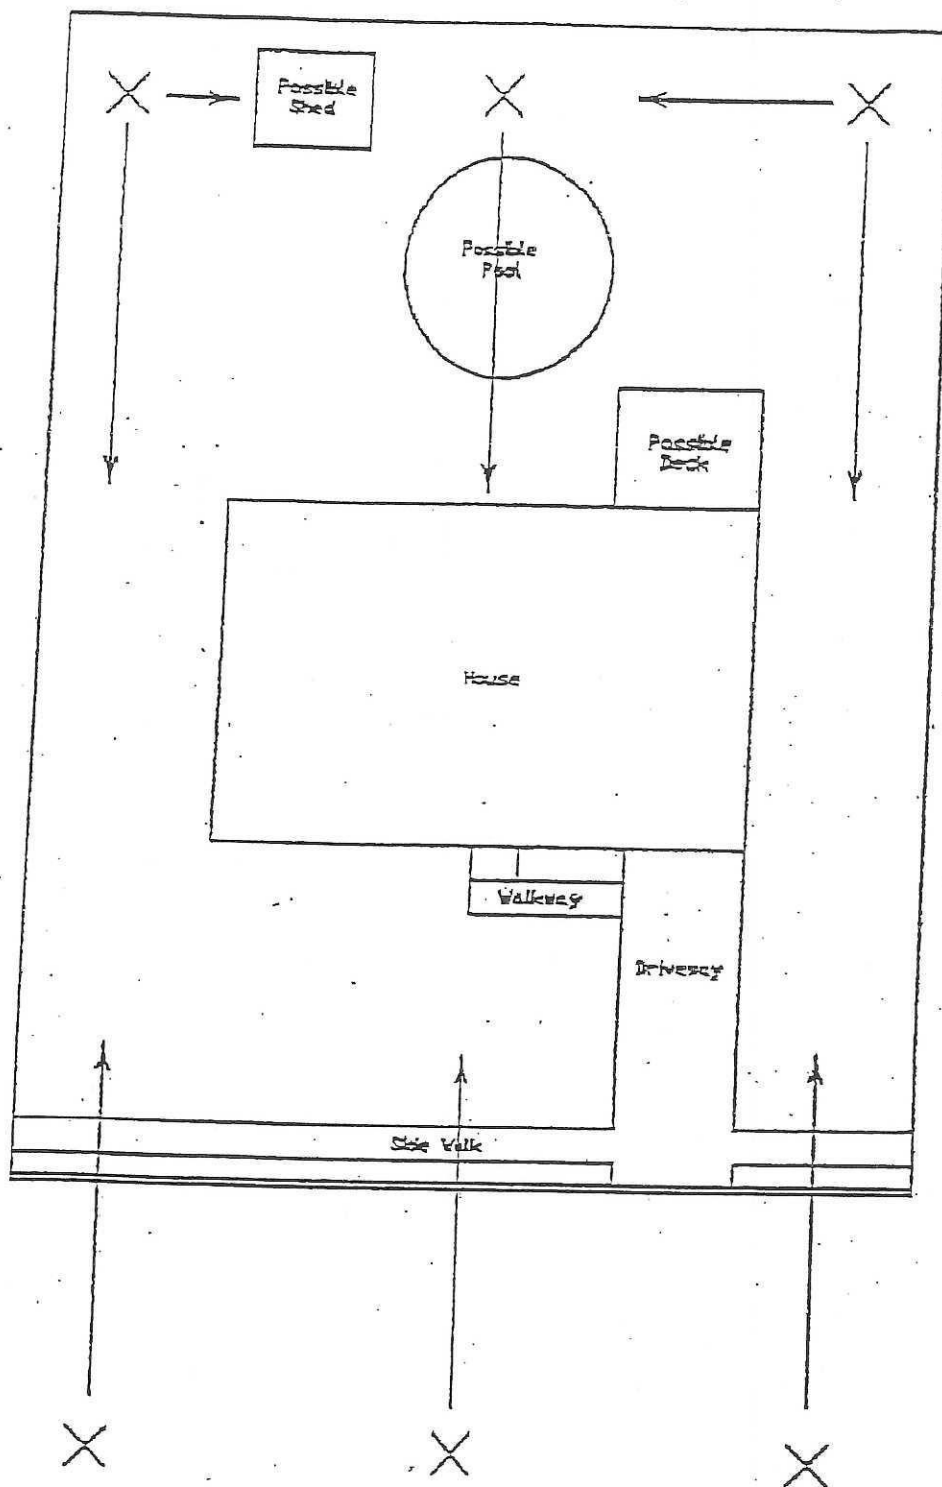 Possible
Shed
Possible
Pool
Possible
Deck
House
Walkway
Driveway
Side Walk